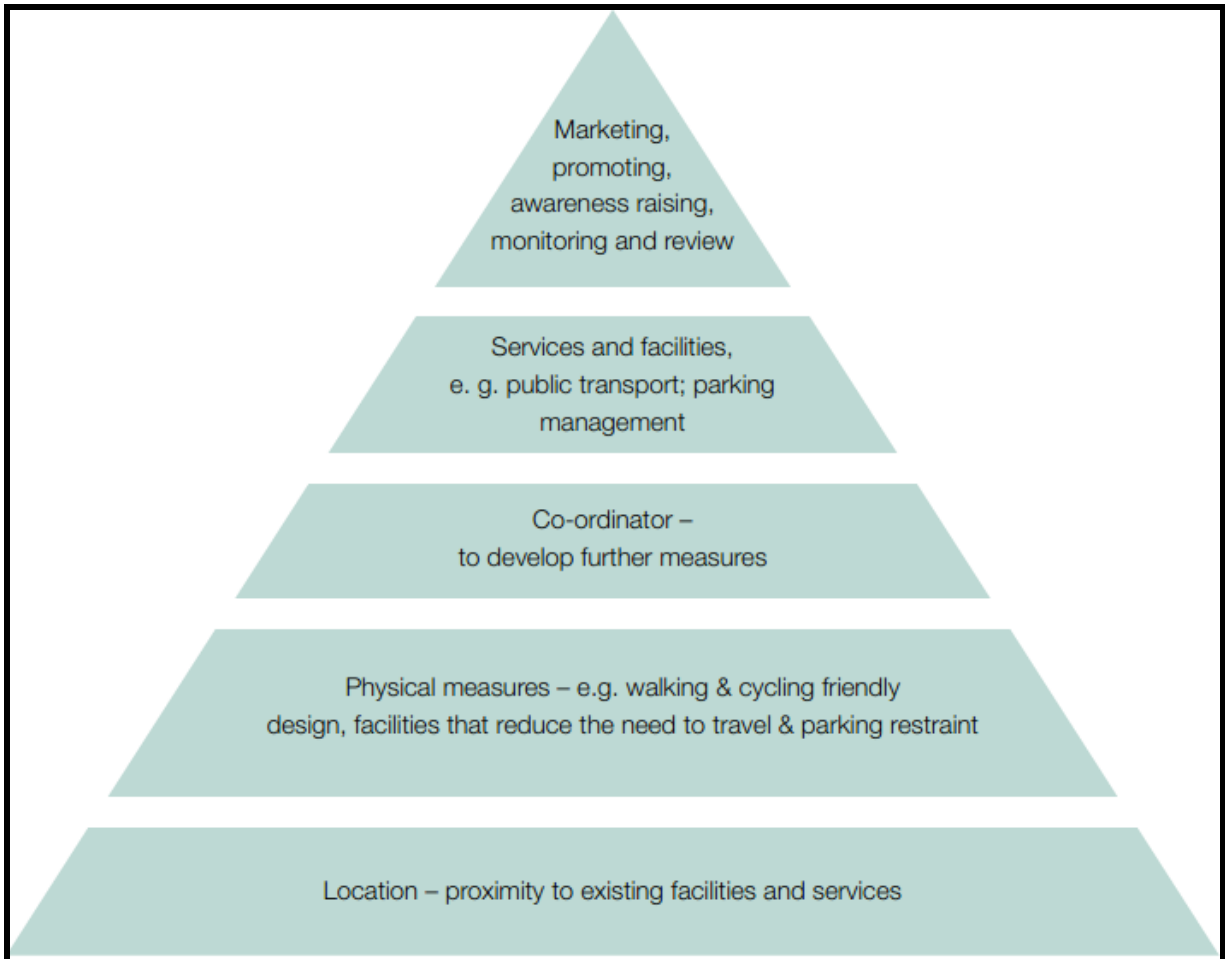 Marketing,
promoting,
awareness raising,
monitoring and review
Services and facilities,
e. g. public transport; parking
management
Co-ordinator –
to develop further measures
Physical measures – e.g. walking & cycling friendly
design, facilities that reduce the need to travel & parking restraint
Location – proximity to existing facilities and services